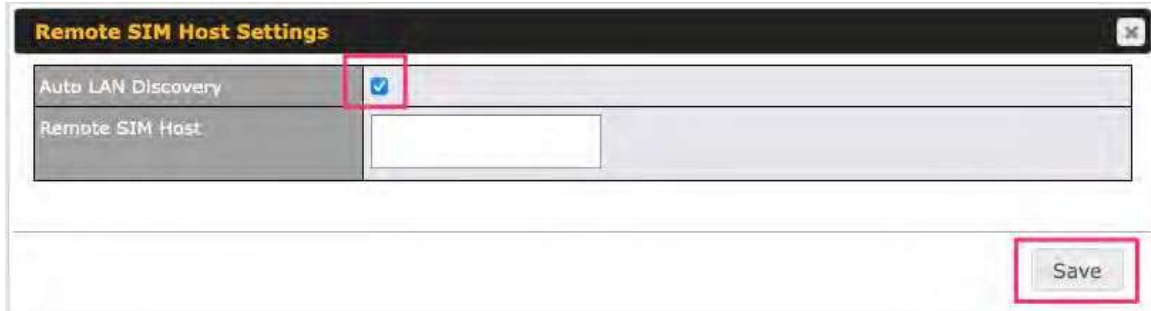 Remote SIM Host Settings
Auto LAN Discovery
Remote SIM Host
Save